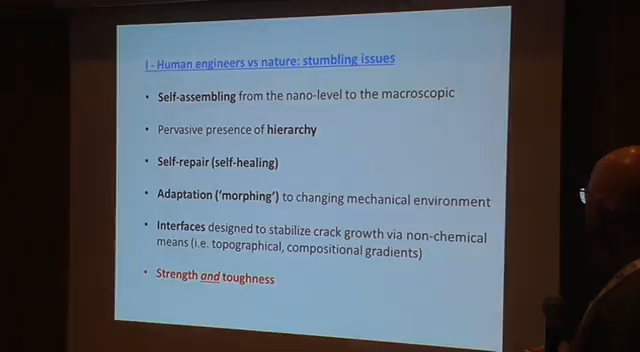 I - Human engineers vs nature: stumbling issues
• Self-assembling from the nano-level to the macroscopic
• Pervasive presence of hierarchy
• Self-repair (self-healing)
• Adaptation ('morphing') to changing mechanical environment
• Interfaces designed to stabilize crack growth via non-chemical
means (i.e. topographical, compositional gradients)
• Strength and toughness